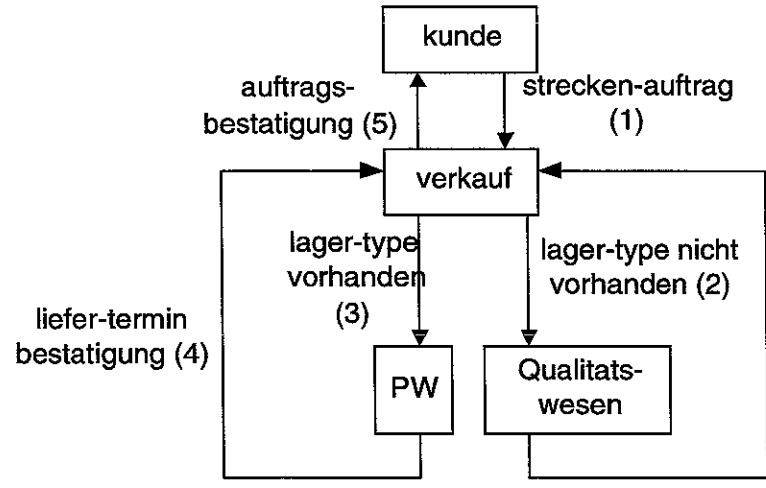 kunde
auftrags-
bestatigung (5)
strecken-auftrag
(1)
verkauf
lager-type
vorhanden
(3)
lager-type nicht
vorhanden (2)
liefer-termin
bestatigung (4)
PW
Qualitats-
wesen